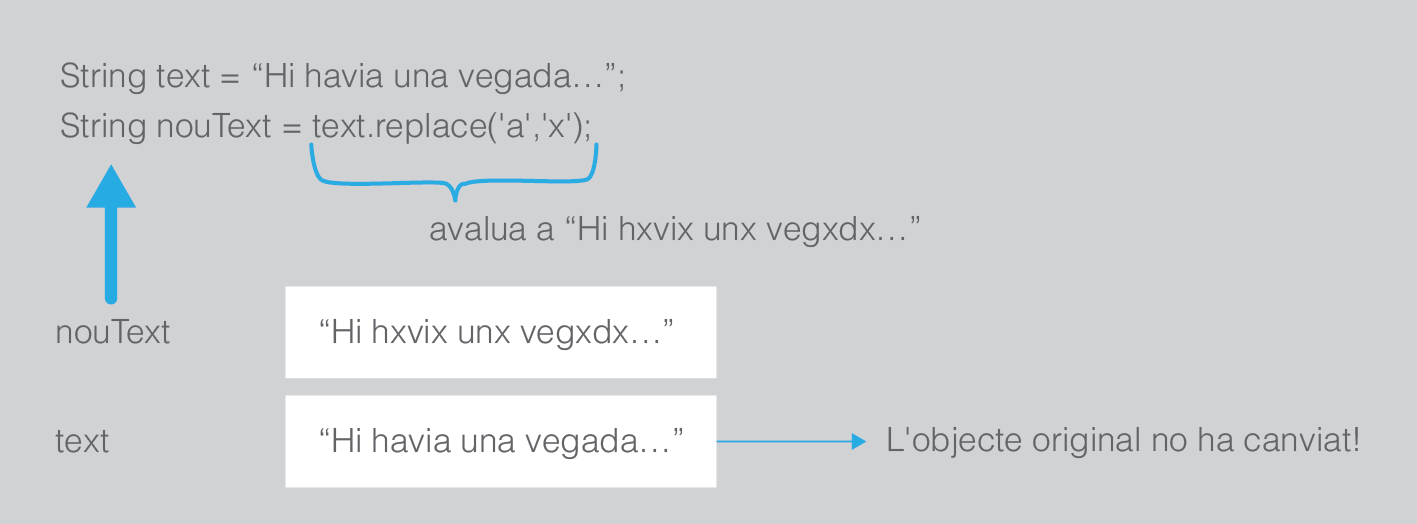 String text = “Hi havia una vegada…”;
String nouText = text.replace('a','x');
avalua a “Hi hxvix unx vegxdx…”
nouText “Hi hxvix unx vegxdx…”
text “Hi havia una vegada…” L'objecte original no ha canviat!